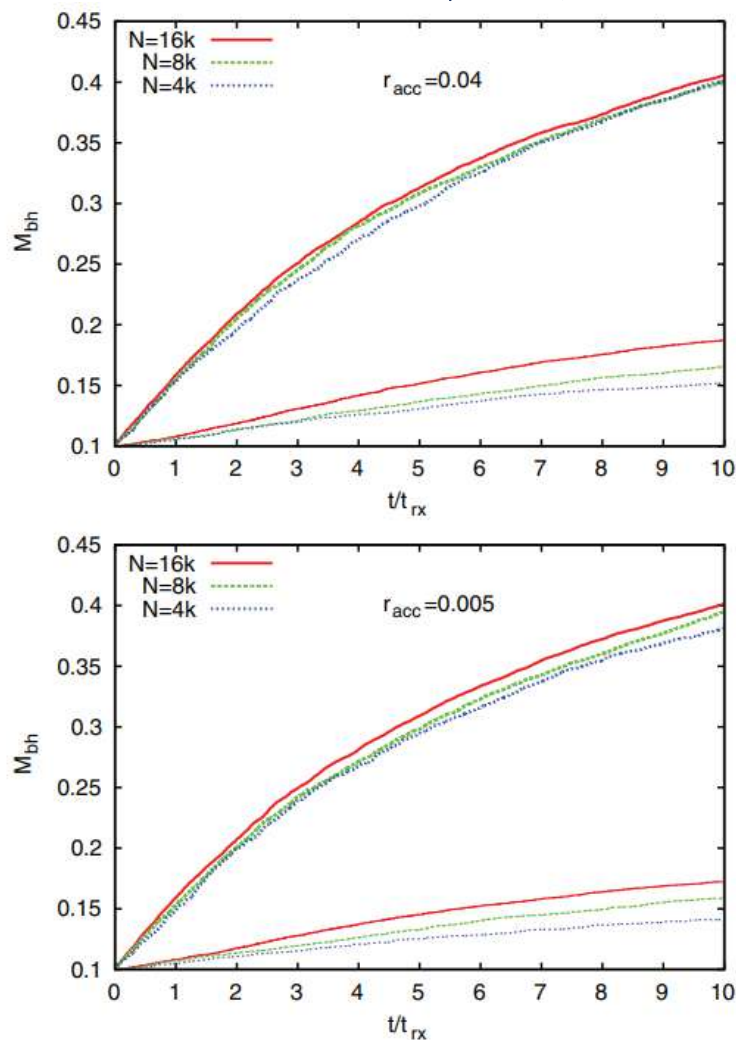 0.45
N=16k
N=8k
N=4k
r_acc=0.04
0.4
0.35
0.3
M_bh
0.25
0.2
0.15
0.1
0 1 2 3 4 5 6 7 8 9 10
t/t_rx
0.45
N=16k
N=8k
N=4k
r_acc=0.005
0.4
0.35
0.3
M_bh
0.25
0.2
0.15
0.1
0 1 2 3 4 5 6 7 8 9 10
t/t_rx